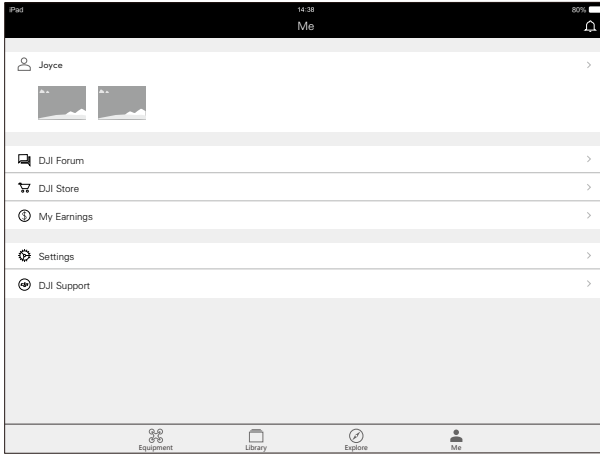 iPad 14:38 80%
Me
Joyce
DJI Forum
DJI Store
My Earnings
Settings
DJI Support
Equipment Library Explore Me